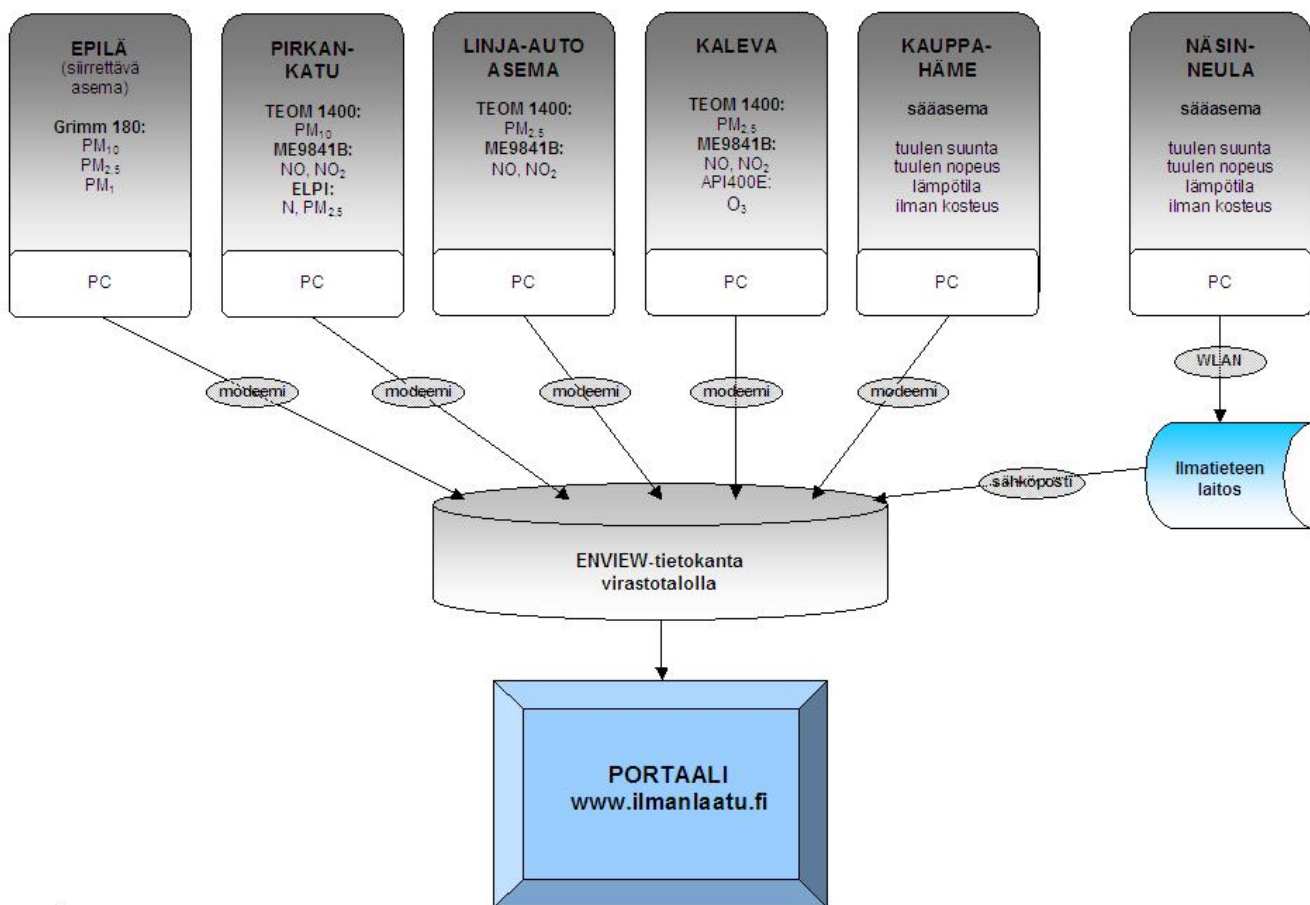 EPILÄ
(siirrettävä
asema)
Grimm 180:
PM₁₀
PM₂,₅
PM₁
PC
PIRKAN-
KATU
TEOM 1400:
PM₁₀
ME9841B:
NO, NO₂
ELPI:
N, PM₂,₅
PC
LINJA-AUTO
ASEMA
TEOM 1400:
PM₂,₅
ME9841B:
NO, NO₂
PC
KALEVA
TEOM 1400:
PM₂,₅
ME9841B:
NO, NO₂
API400E:
O₃
PC
KAUPPA-
HÄME
sääasema
tuulen suunta
tuulen nopeus
lämpötila
ilman kosteus
PC
NÄSIN-
NEULA
sääasema
tuulen suunta
tuulen nopeus
lämpötila
ilman kosteus
PC
modeemi
modeemi
modeemi
modeemi
modeemi
WLAN
Ilmatieteen
laitos
sähköposti
ENVIEW-tietokanta
virastotalolla
PORTAALI
www.ilmanlaatu.fi